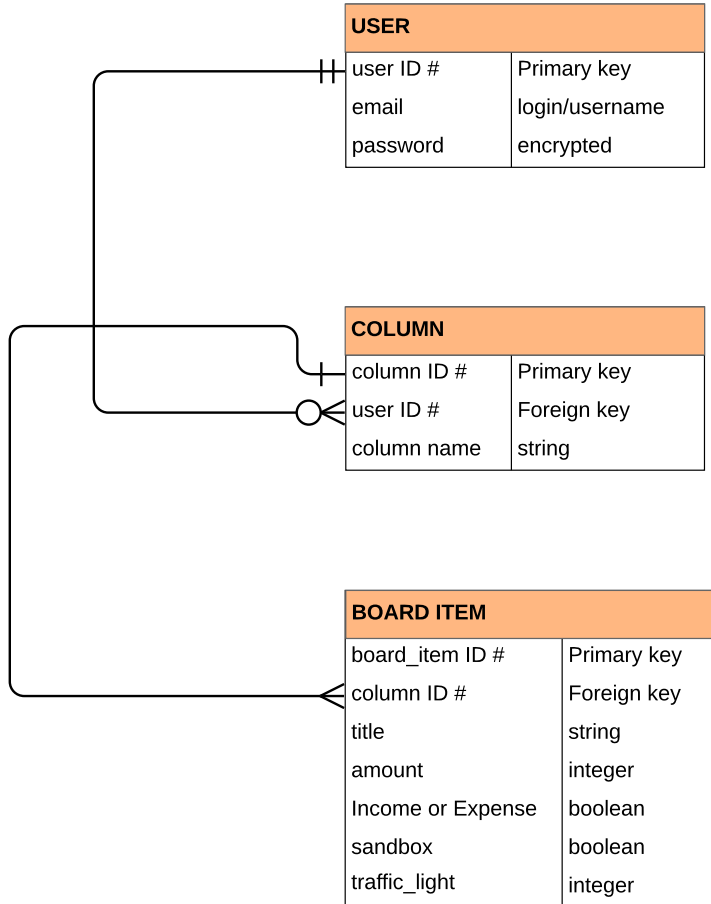 USER
user ID # Primary key
email login/username
password encrypted
COLUMN
column ID # Primary key
user ID # Foreign key
column name string
BOARD ITEM
board_item ID # Primary key
column ID # Foreign key
title string
amount integer
Income or Expense boolean
sandbox boolean
traffic_light integer